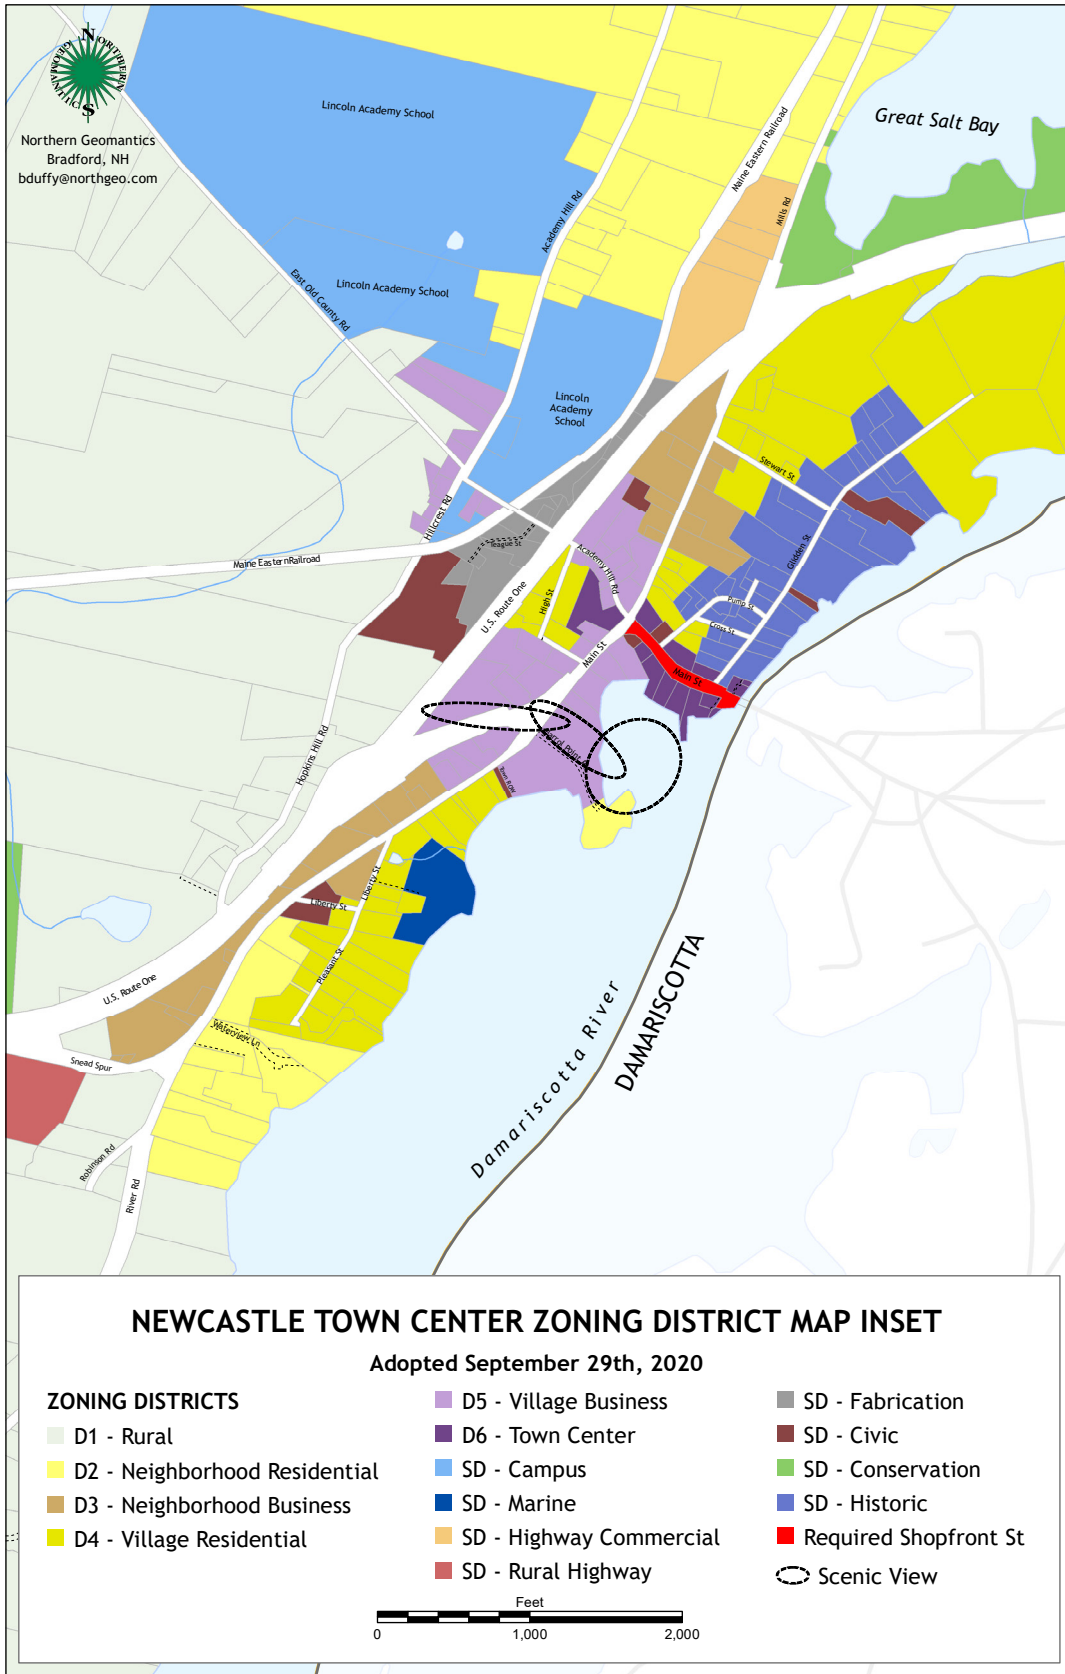 N
S
NORTHERN
GEOMANTICS
Northern Geomantics
Bradford, NH
bduffy@northgeo.com
Lincoln Academy School
Great Salt Bay
Maine Eastern Railroad
Mills Rd
Academy Hill Rd
East Old County Rd
Lincoln Academy School
Lincoln
Academy
School
Stewart St
Hillcrest Rd
Glidden St
Teague St
Maine EasternRailroad
Academy Hill Rd
U.S. Route One
High St
Pump St
Cross St
Main St
Main St
Hopkins Hill Rd
Town ROW
Liberty St
Liberty St
Pleasant St
U.S. Route One
Waterview Ln
Snead Spur
Robinson Rd
River Rd
Damariscotta River
DAMARISCOTTA
NEWCASTLE TOWN CENTER ZONING DISTRICT MAP INSET
Adopted September 29th, 2020
ZONING DISTRICTS
D1 - Rural
D2 - Neighborhood Residential
D3 - Neighborhood Business
D4 - Village Residential
D5 - Village Business
D6 - Town Center
SD - Campus
SD - Marine
SD - Highway Commercial
SD - Rural Highway
SD - Fabrication
SD - Civic
SD - Conservation
SD - Historic
Required Shopfront St
Scenic View
Feet
0 1,000 2,000